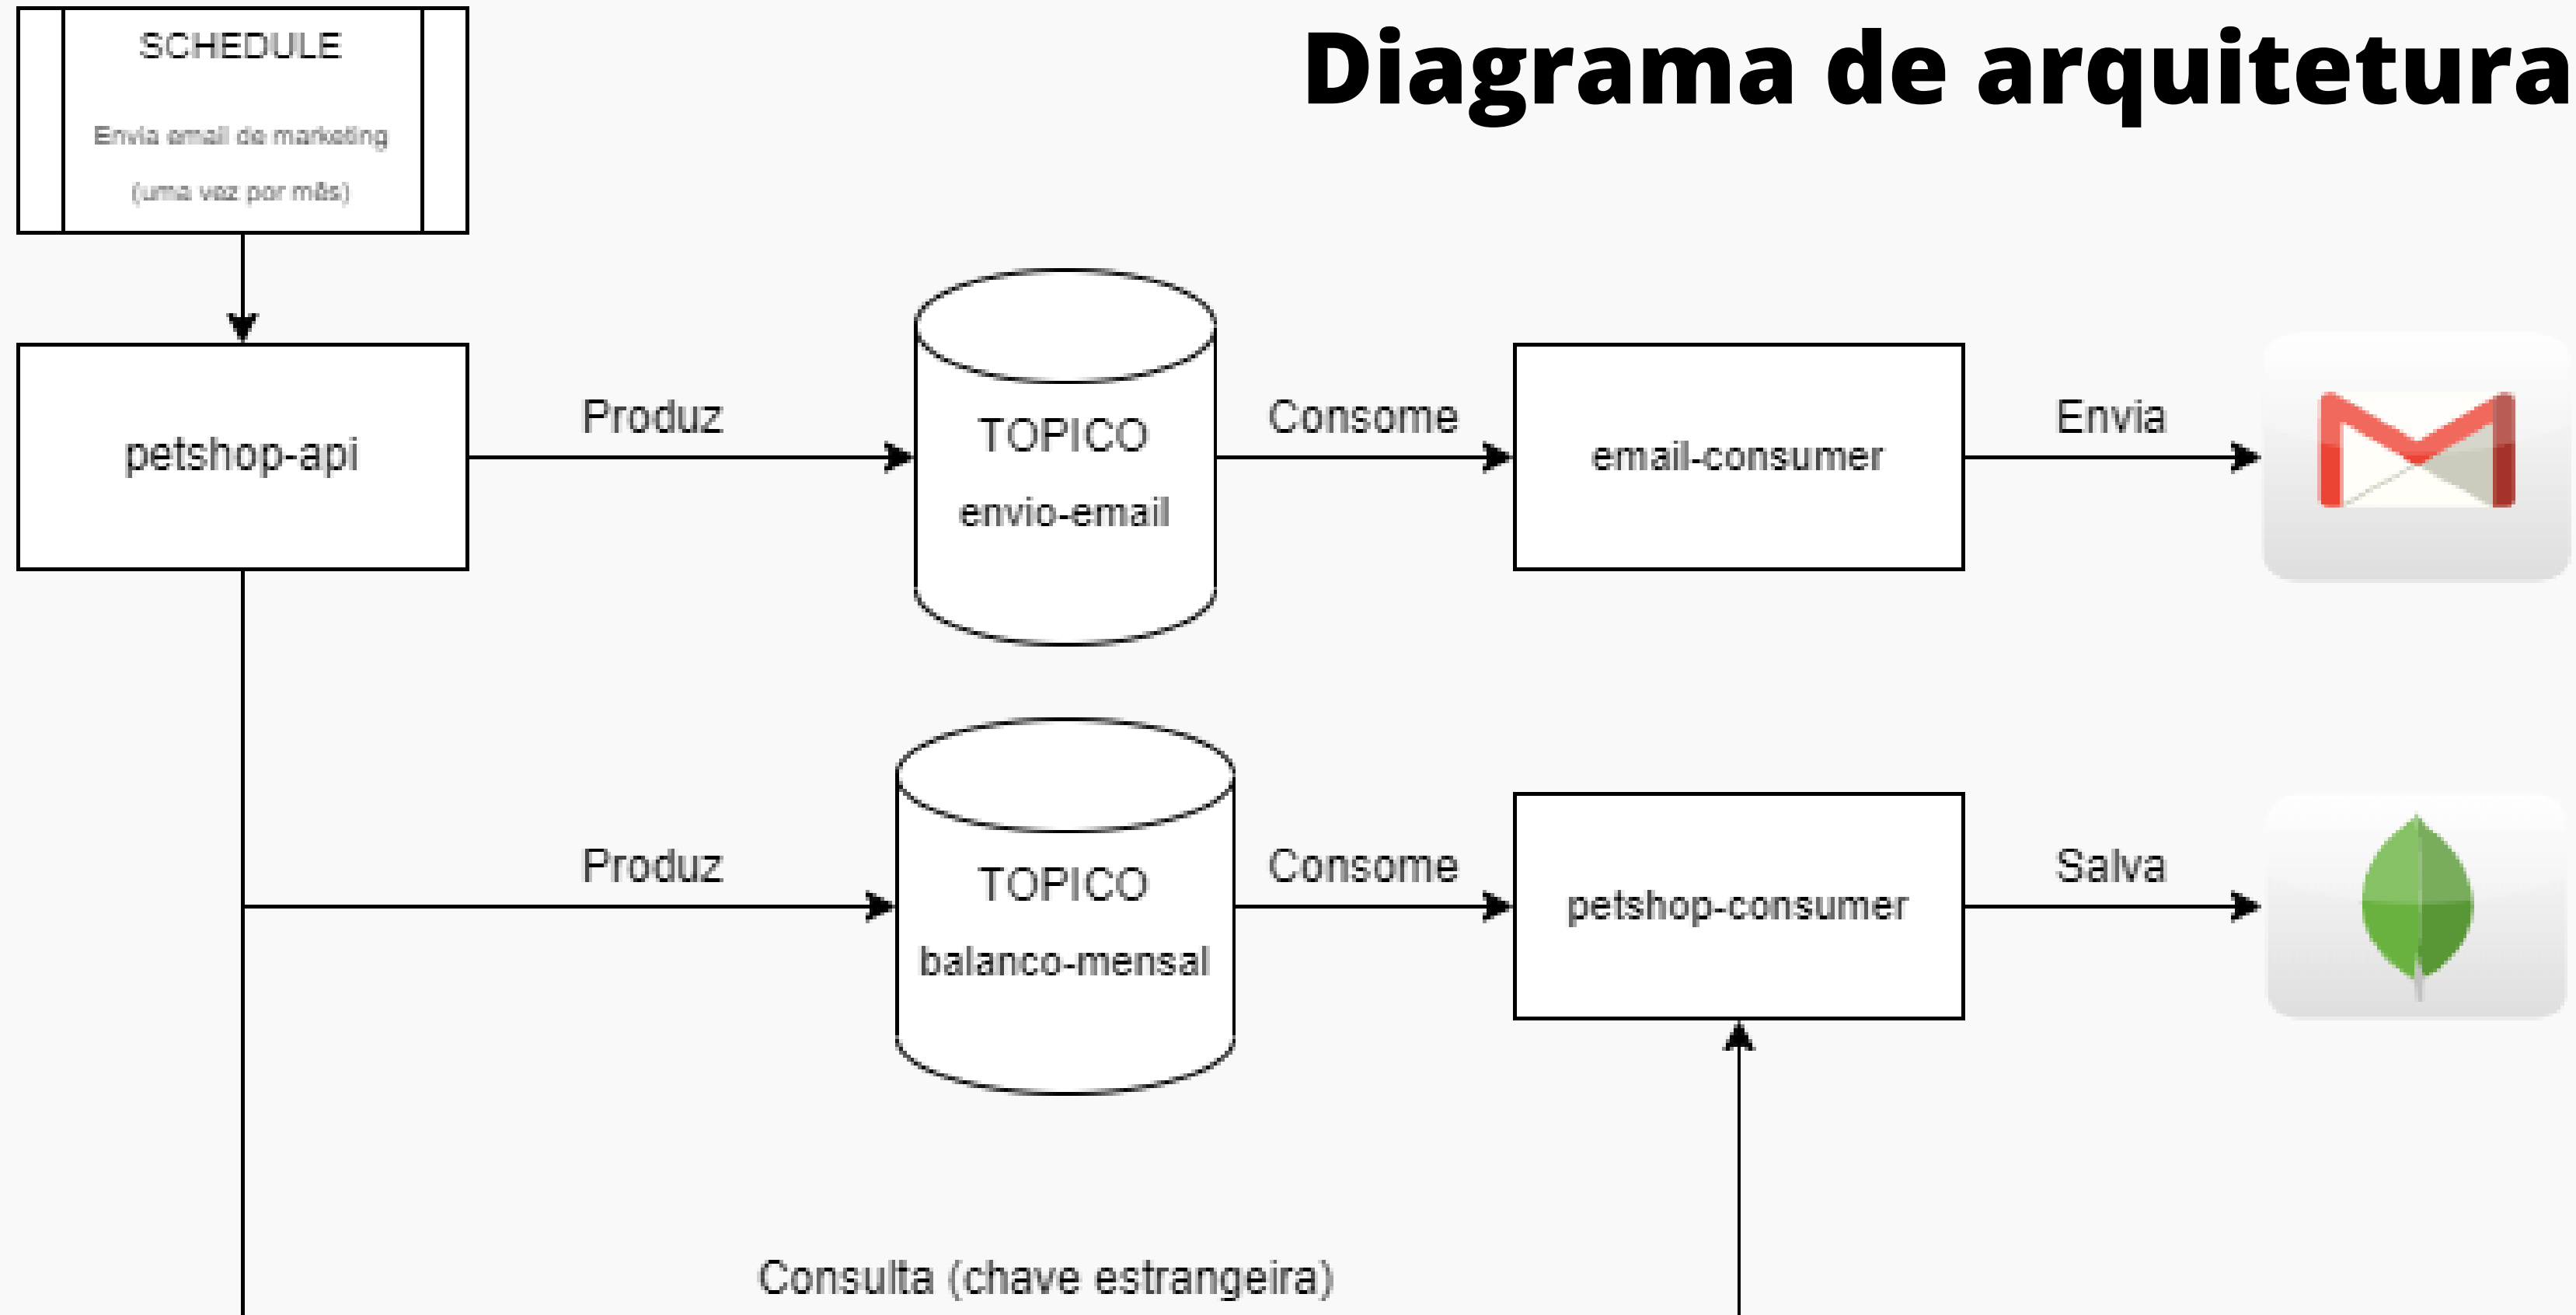 Diagrama de arquitetura
SCHEDULE
Envia email de marketing
(uma vez por mês)
petshop-api
Produz
TOPICO
envio-email
Consome
email-consumer
Envia
Produz
TOPICO
balanco-mensal
Consome
petshop-consumer
Salva
Consulta (chave estrangeira)